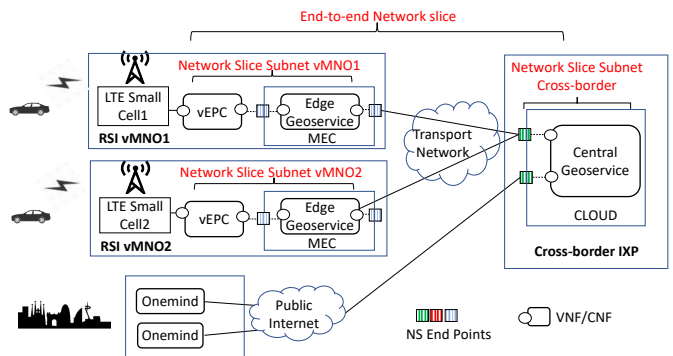 End-to-end Network slice
Network Slice Subnet vMNO1
LTE Small
Cell1
vEPC
Edge
Geoservice
MEC
RSI vMNO1
Network Slice Subnet
Cross-border
Transport
Network
Central
Geoservice
CLOUD
Cross-border IXP
Network Slice Subnet vMNO2
LTE Small
Cell2
vEPC
Edge
Geoservice
MEC
RSI vMNO2
Onemind
Onemind
Public
Internet
NS End Points
VNF/CNF